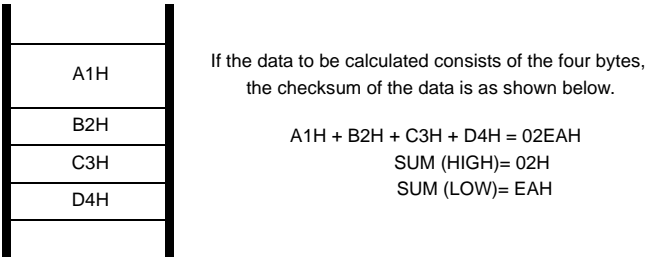 A1H
B2H
C3H
D4H
If the data to be calculated consists of the four bytes,
the checksum of the data is as shown below.
A1H + B2H + C3H + D4H = 02EAH
SUM (HIGH)= 02H
SUM (LOW)= EAH